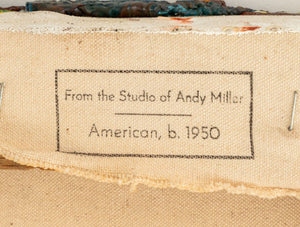 From the Studio of Andy Miller
American, b. 1950